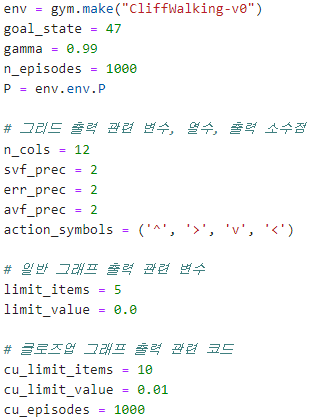 env = gym.make("CliffWalking-v0")
goal_state = 47
gamma = 0.99
n_episodes = 1000
P = env.env.P
# 그리드 출력 관련 변수, 열수, 출력 소수점
n_cols = 12
svf_prec = 2
err_prec = 2
avf_prec = 2
action_symbols = ('^', '>', 'v', '<')
# 일반 그래프 출력 관련 변수
limit_items = 5
limit_value = 0.0
# 클로즈업 그래프 출력 관련 코드
cu_limit_items = 10
cu_limit_value = 0.01
cu_episodes = 1000